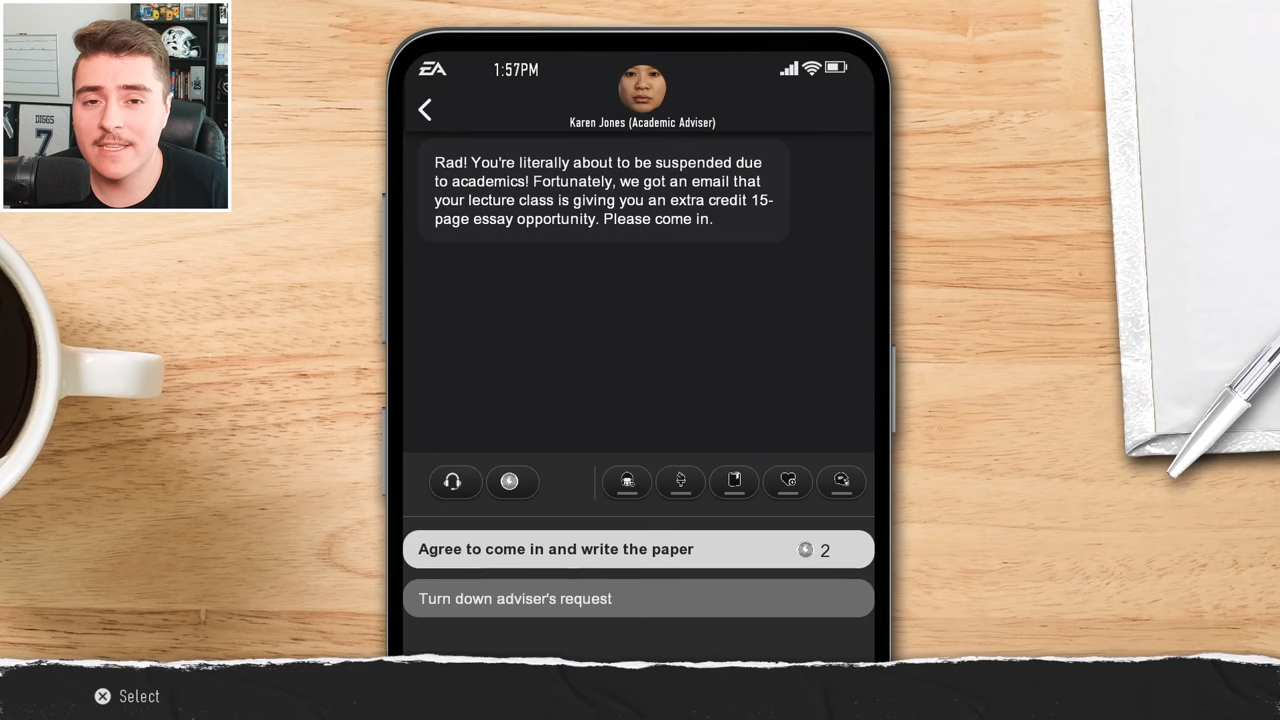 DIGGS
7
EA
1:57PM
Karen Jones (Academic Adviser)
Rad! You're literally about to be suspended due
to academics! Fortunately, we got an email that
your lecture class is giving you an extra credit 15-
page essay opportunity. Please come in.
Agree to come in and write the paper 2
Turn down adviser's request
Select